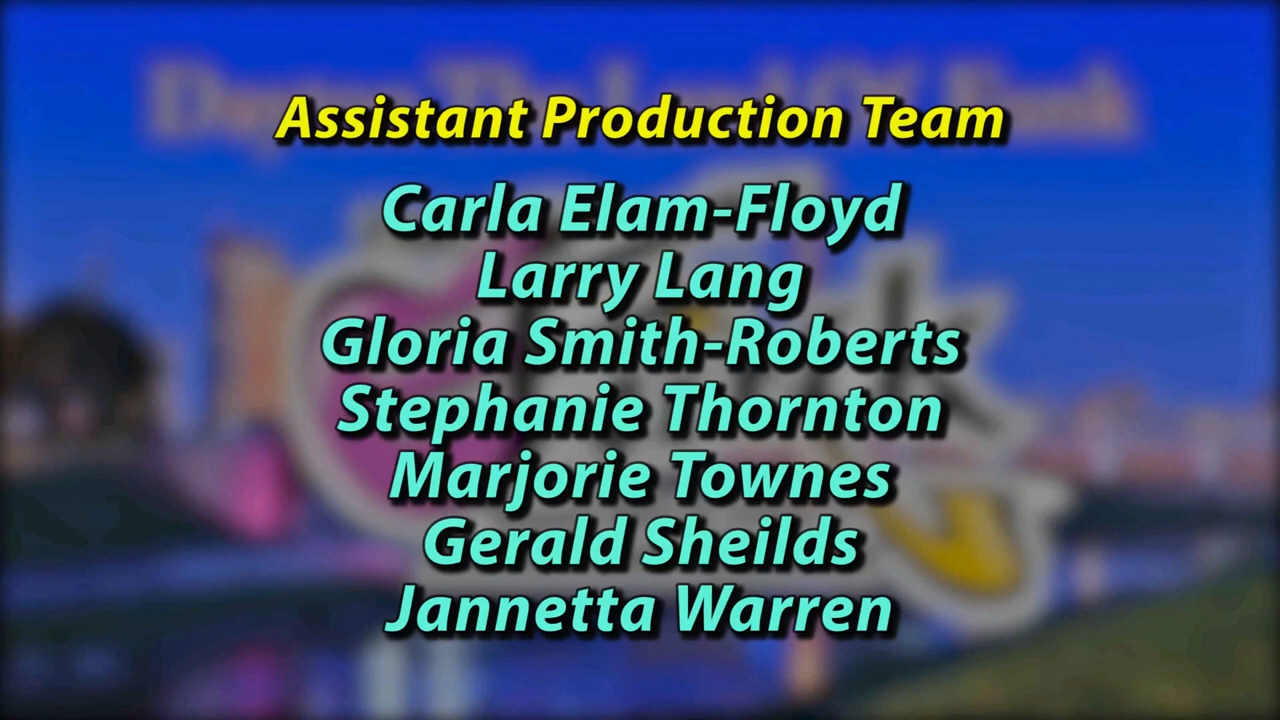 Assistant Production Team
Carla Elam-Floyd
Larry Lang
Gloria Smith-Roberts
Stephanie Thornton
Marjorie Townes
Gerald Sheilds
Jannetta Warren